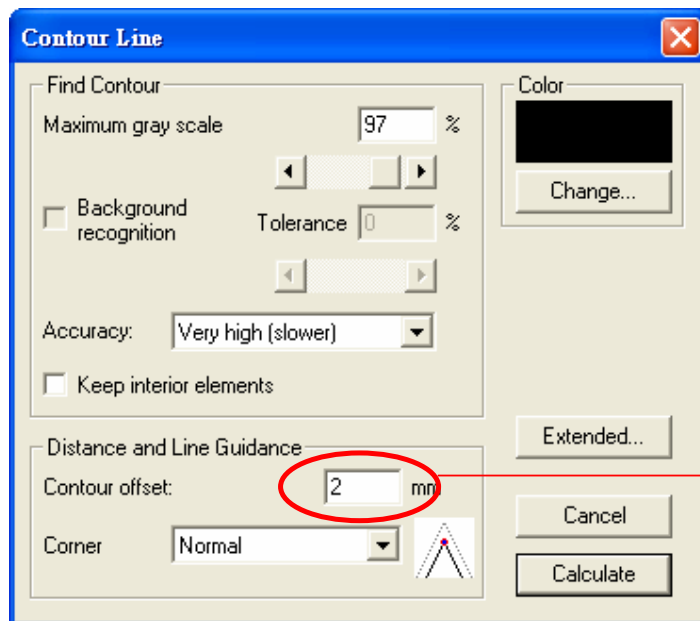 Contour Line
Find Contour
Maximum gray scale 97 %
Background
recognition
Tolerance 0 %
Accuracy: Very high (slower)
Keep interior elements
Color
Change...
Distance and Line Guidance
Contour offset: 2 mm
Corner Normal
Extended...
Cancel
Calculate